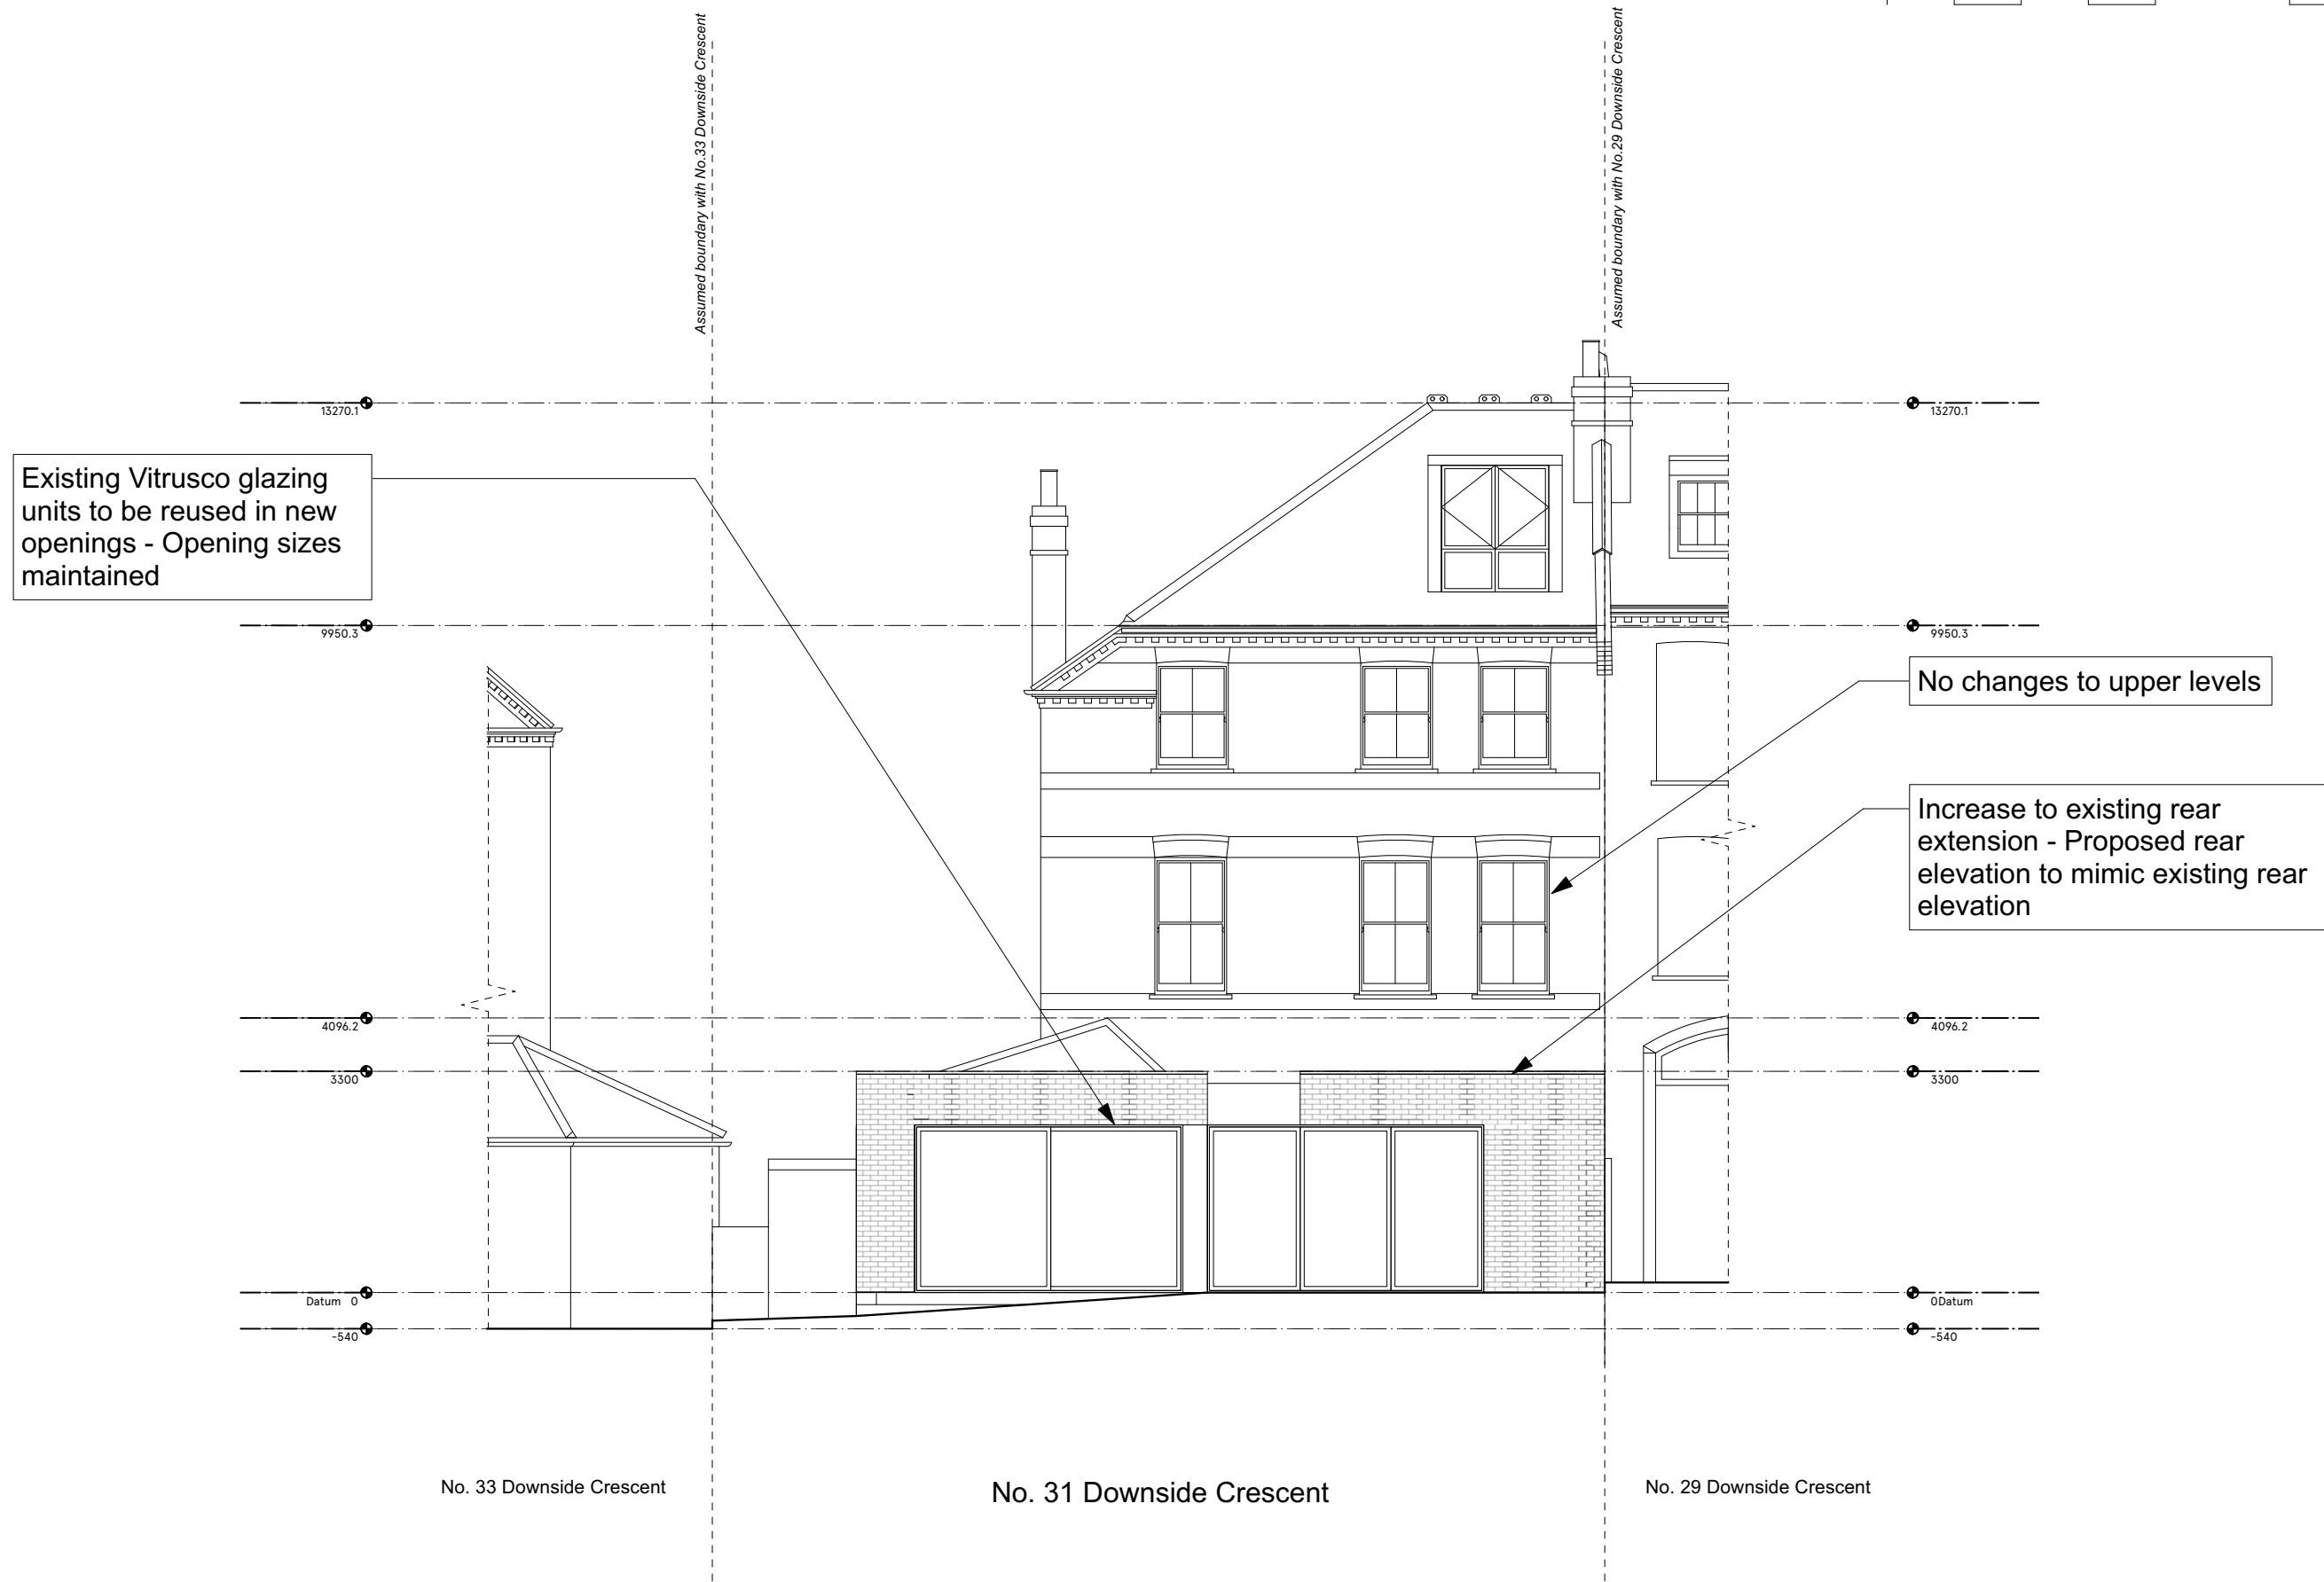 Assumed boundary with No.33 Downside Crescent
Assumed boundary with No.29 Downside Crescent
13270.1
13270.1
Existing Vitrusco glazing
units to be reused in new
openings - Opening sizes
maintained
9950.3
9950.3
No changes to upper levels
Increase to existing rear
extension - Proposed rear
elevation to mimic existing rear
elevation
4096.2
4096.2
3300
3300
Datum 0
0Datum
-540
-540
No. 33 Downside Crescent
No. 31 Downside Crescent
No. 29 Downside Crescent